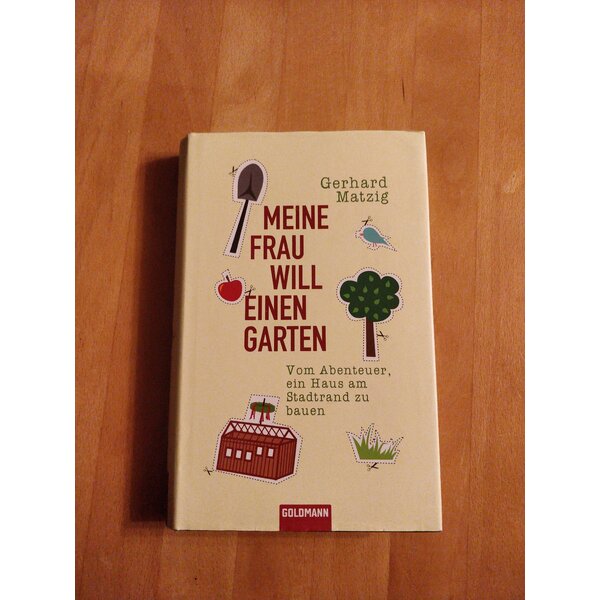 Gerhard
Matzig
MEINE
FRAU
WILL
EINEN
GARTEN
Vom Abenteuer,
ein Haus am
Stadtrand zu
bauen
GOLDMANN